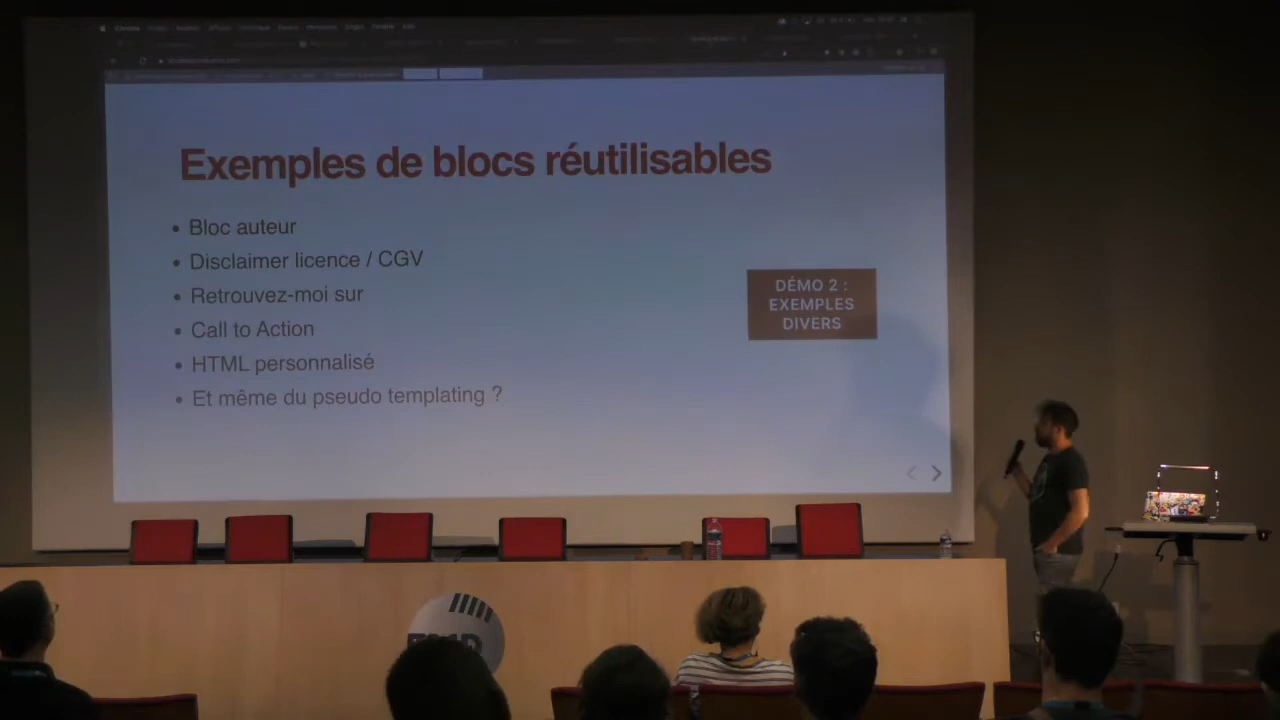 Exemples de blocs réutilisables
• Bloc auteur
• Disclaimer licence / CGV
• Retrouvez-moi sur
• Call to Action
• HTML personnalisé
• Et même du pseudo templating ?
DÉMO 2 :
EXEMPLES
DIVERS